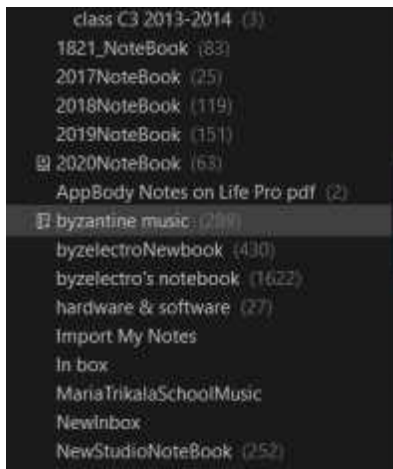 class C3 2013-2014 (3)
1821_NoteBook (83)
2017NoteBook (25)
2018NoteBook (119)
2019NoteBook (151)
2020NoteBook (63)
AppBody Notes on Life Pro pdf (2)
byzantine music (289)
byzelectroNewbook (430)
byzelectro's notebook (1622)
hardware & software (27)
Import My Notes
In box
MariaTrikalaSchoolMusic
NewInbox
NewStudioNoteBook (252)